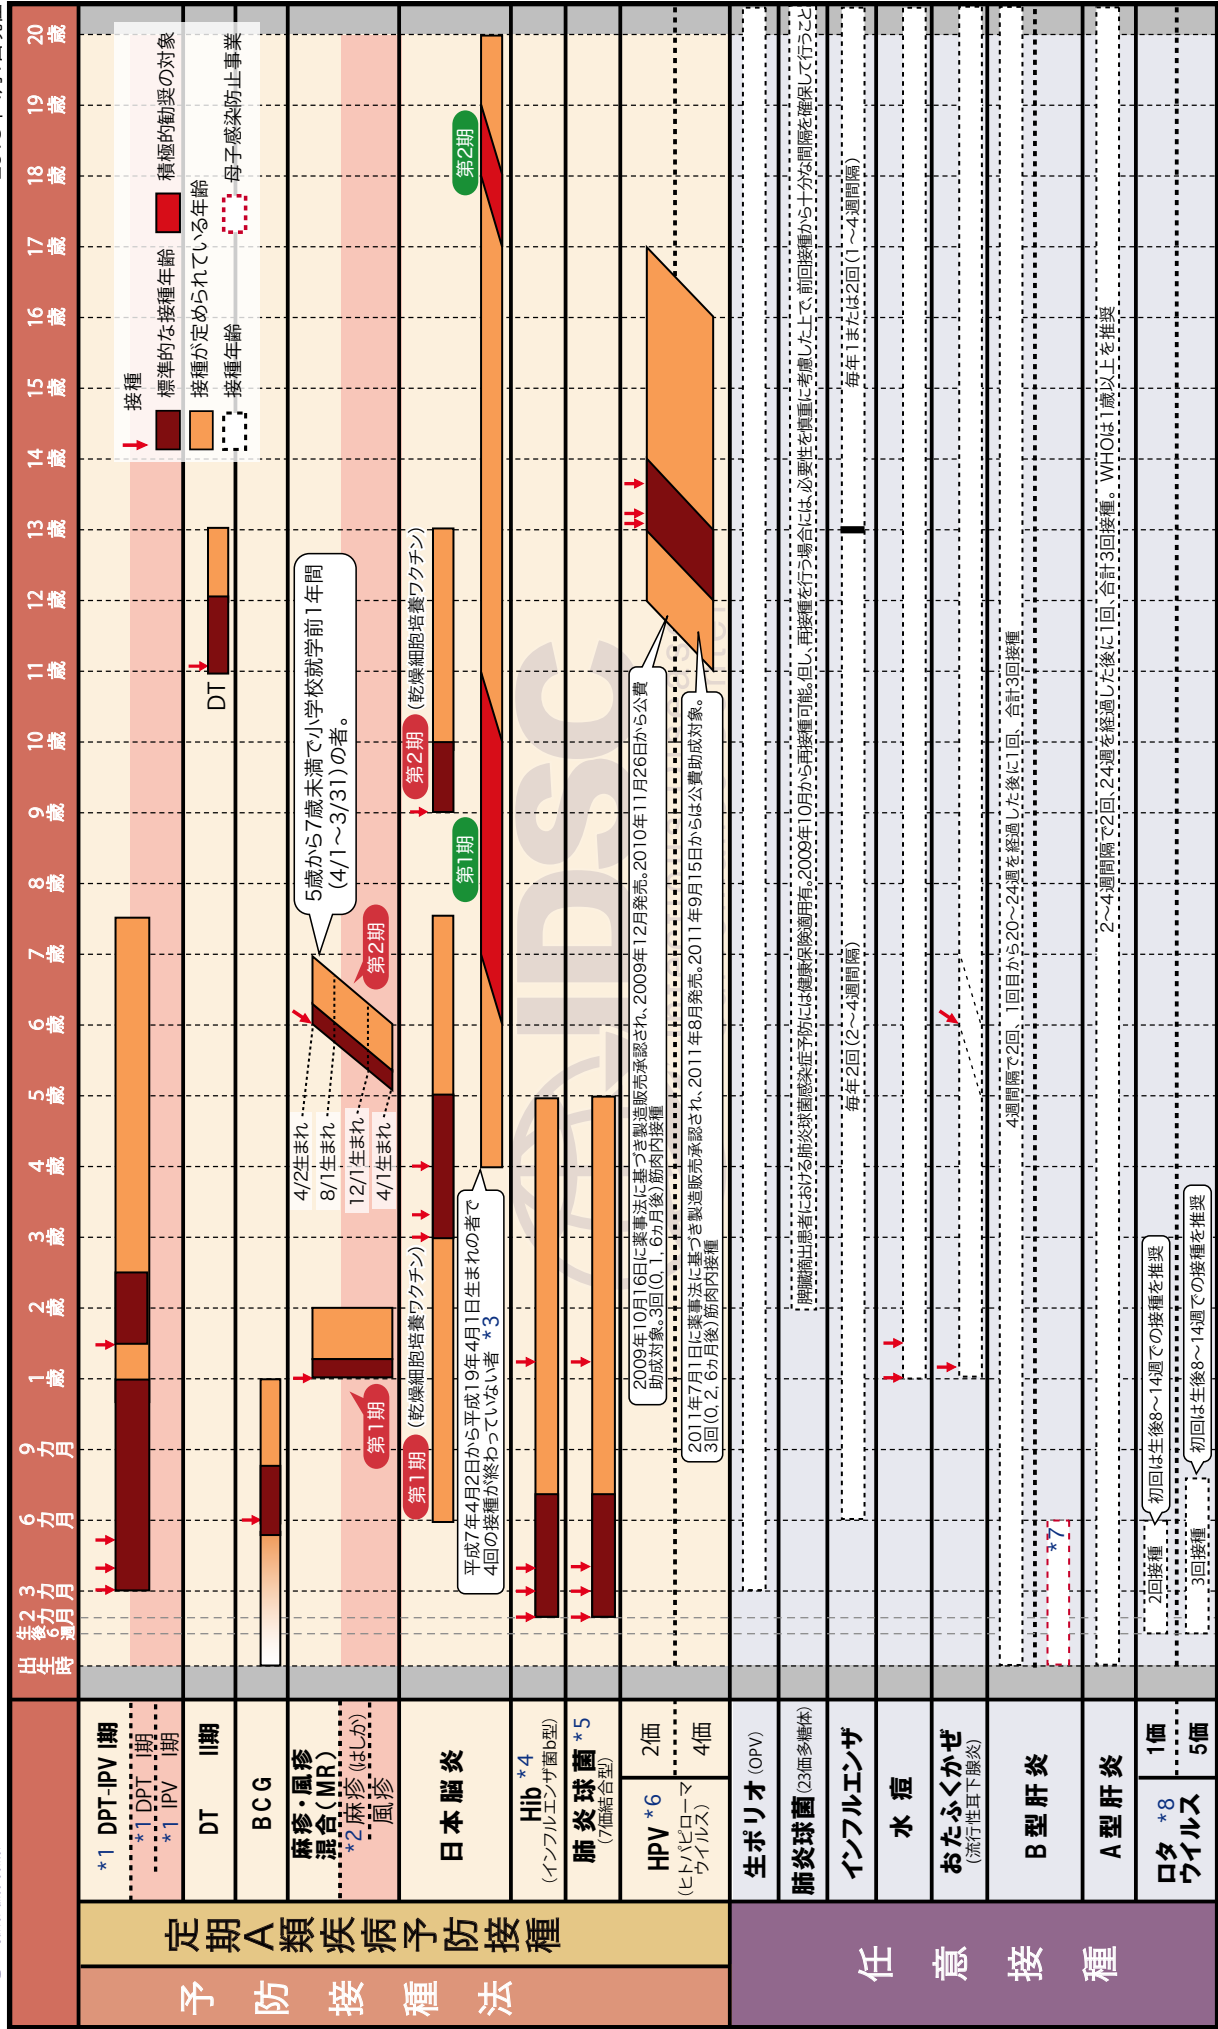 出生時
生後6週
2カ月
3カ月
6カ月
9カ月
1歳
2歳
3歳
4歳
5歳
6歳
7歳
8歳
9歳
10歳
11歳
12歳
13歳
14歳
15歳
16歳
17歳
18歳
19歳
20歳
接種
標準的な接種年齢
積極的勧奨の対象
接種が定められている年齢
接種年齢
母子感染防止事業
予防接種法
定期A類疾病予防接種
*1 DPT-IPV Ⅰ期
*1 DPT Ⅰ期
*1 IPV Ⅰ期
DT Ⅱ期
DT
BCG
麻疹・風疹
混合(MR)
*2 麻疹(はしか)
風疹
第1期
4/2生まれ
8/1生まれ
12/1生まれ
4/1生まれ
第2期
5歳から7歳未満で小学校就学前1年間
(4/1〜3/31)の者。
日本脳炎
第1期
(乾燥細胞培養ワクチン)
第2期
(乾燥細胞培養ワクチン)
平成7年4月2日から平成19年4月1日生まれの者で
4回の接種が終わっていない者 *3
第1期
第2期
Hib *4
(インフルエンザ菌b型)
肺炎球菌 *5
(7価結合型)
IDSC
HPV *6
(ヒトパピローマ
ウイルス)
2価
4価
2009年10月16日に薬事法に基づき製造販売承認され、2009年12月発売。2010年11月26日から公費
助成対象。3回(0, 1, 6ヵ月後)筋肉内接種
2011年7月1日に薬事法に基づき製造販売承認され、2011年8月発売。2011年9月15日からは公費助成対象。
3回(0, 2, 6ヵ月後)筋肉内接種
任意接種
生ポリオ(OPV)
肺炎球菌(23価多糖体)
脾臓摘出患者における肺炎球菌感染症予防には健康保険適用有。2009年10月から再接種可能。但し、再接種を行う場合には、必要性を慎重に考慮した上で、前回接種から十分な間隔を確保して行うこと
インフルエンザ
毎年2回(2〜4週間隔)
毎年1または2回(1〜4週間隔)
水痘
おたふくかぜ
(流行性耳下腺炎)
B型肝炎
4週間隔で2回、1回目から20〜24週を経過した後に1回、合計3回接種
*7
A型肝炎
2〜4週間隔で2回、24週を経過した後に1回、合計3回接種。WHOは1歳以上を推奨
ロタ *8
ウイルス
1価
5価
2回接種
初回は生後8〜14週での接種を推奨
3回接種
初回は生後8〜14週での接種を推奨